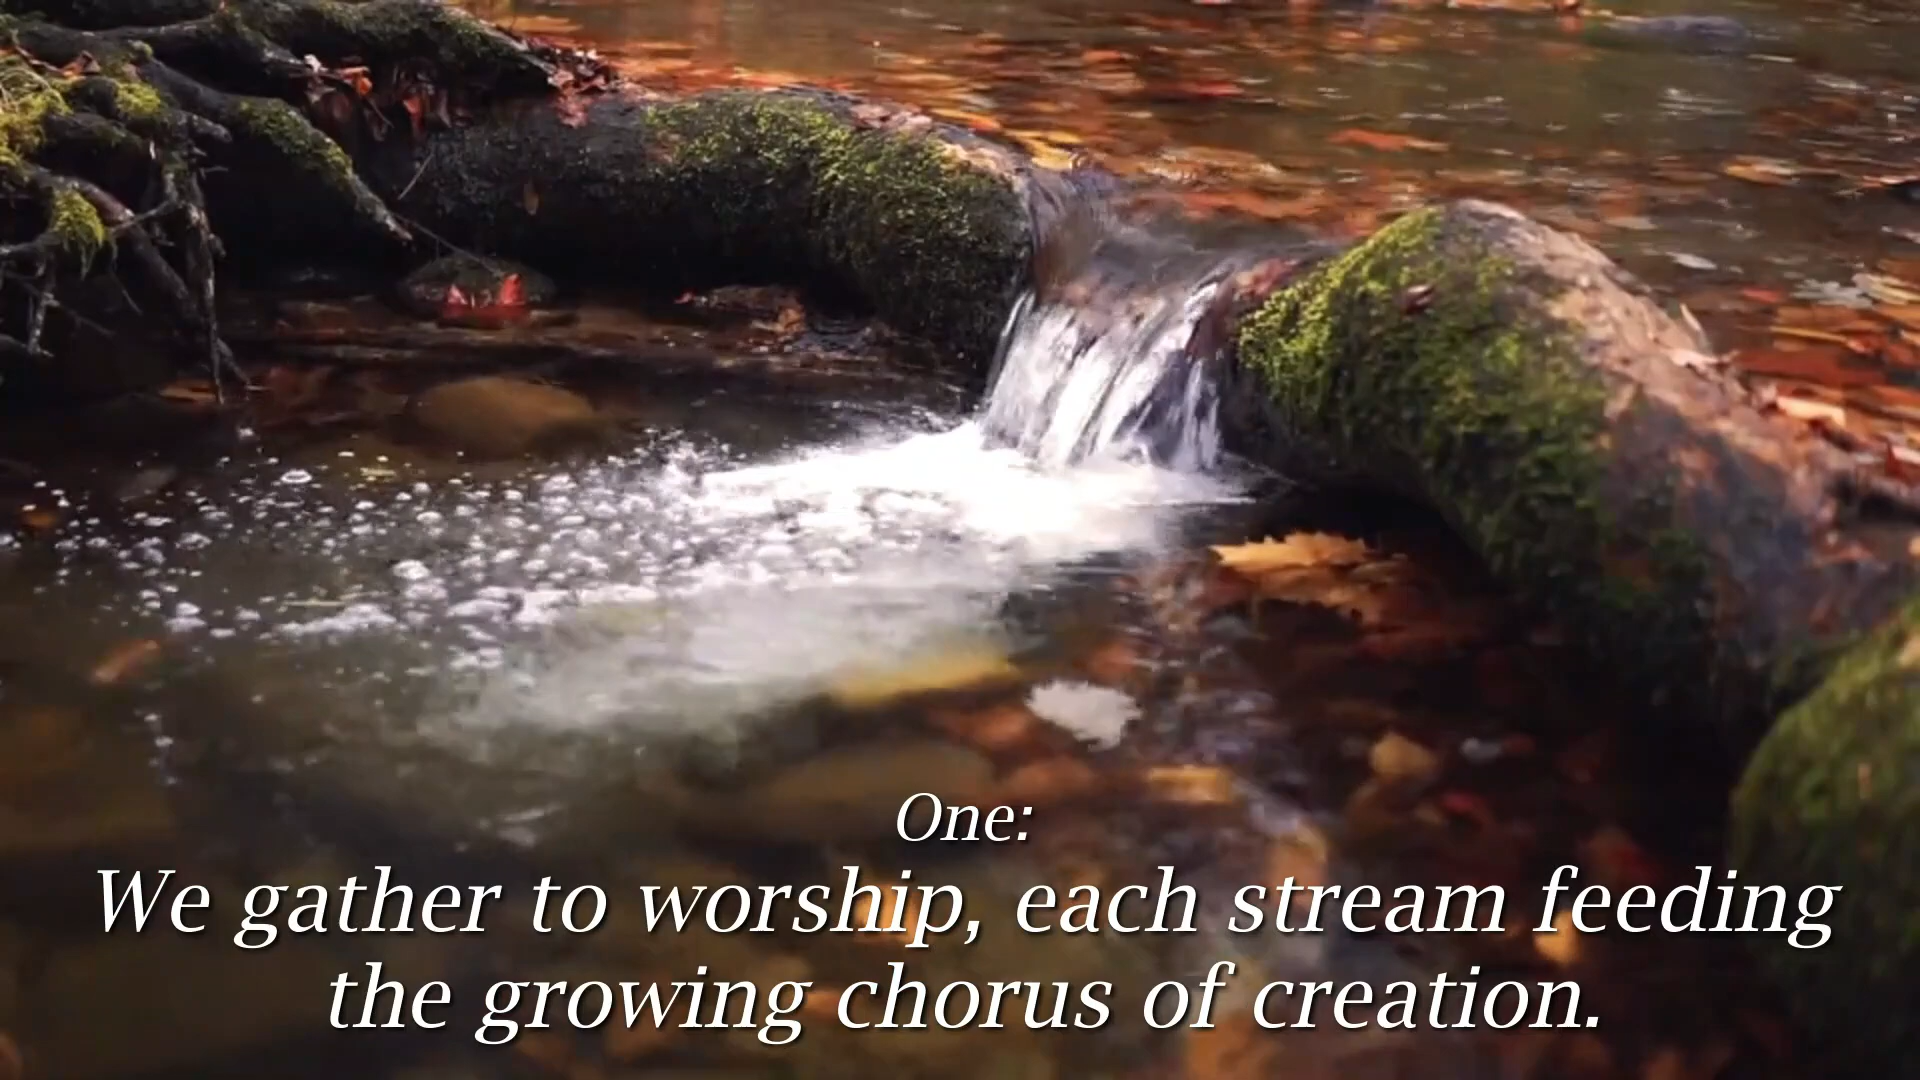 One:
We gather to worship, each stream feeding
the growing chorus of creation.